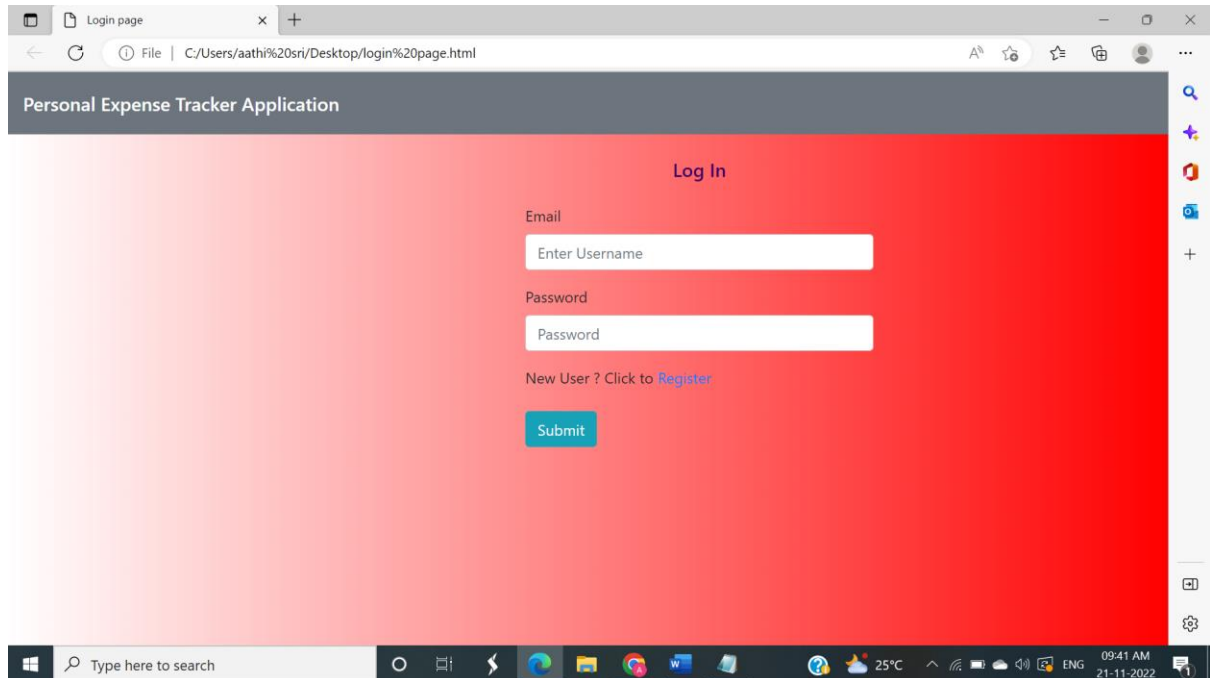 Login page
File | C:/Users/aathi%20sri/Desktop/login%20page.html
Personal Expense Tracker Application
Log In
Email
Enter Username
Password
Password
New User ? Click to Register
Submit
Type here to search
25°C
ENG
09:41 AM
21-11-2022
1